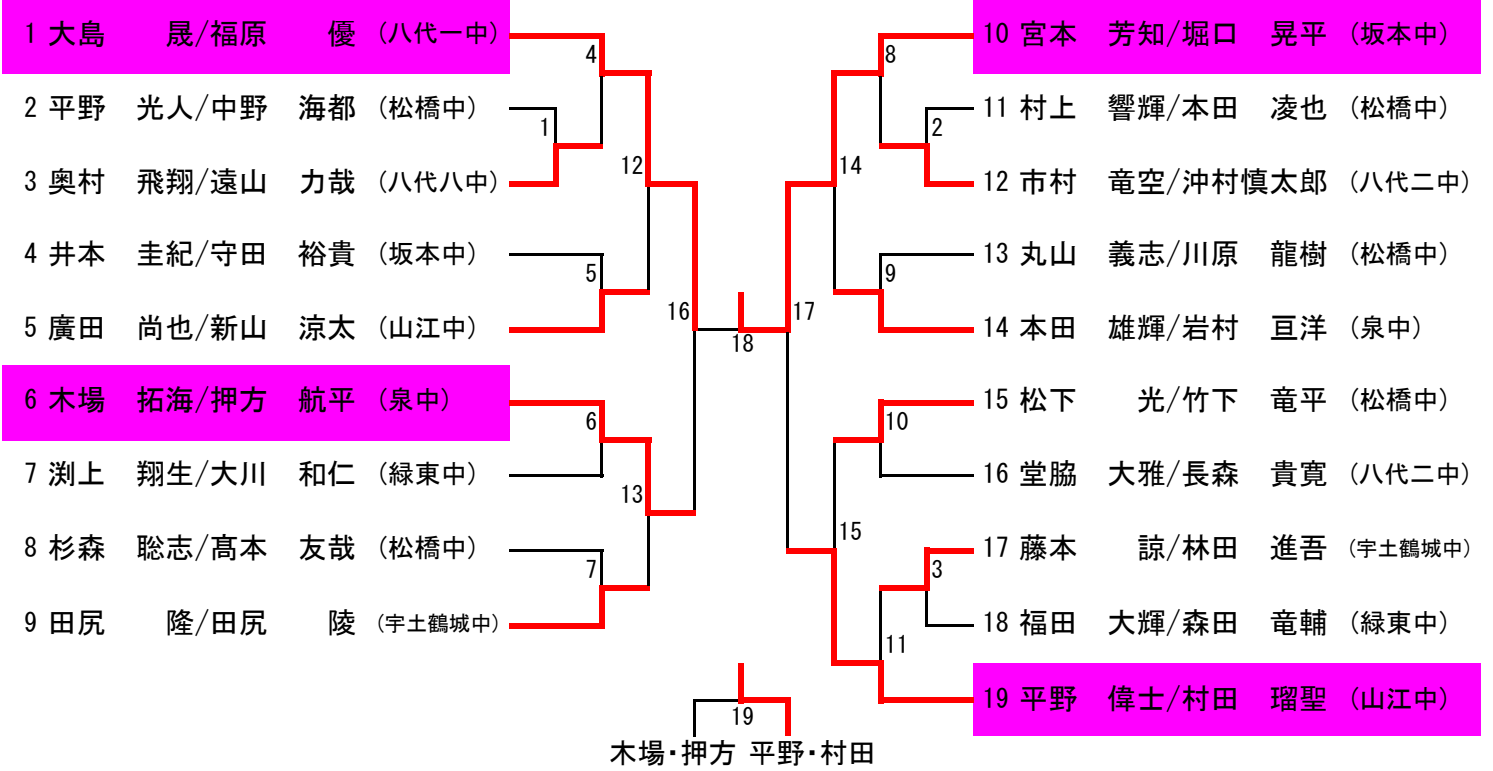 1 大島 晟/福原 優 (八代一中)
2 平野 光人/中野 海都 (松橋中)
3 奥村 飛翔/遠山 力哉 (八代八中)
4 井本 圭紀/守田 裕貴 (坂本中)
5 廣田 尚也/新山 涼太 (山江中)
6 木場 拓海/押方 航平 (泉中)
7 渕上 翔生/大川 和仁 (緑東中)
8 杉森 聡志/髙本 友哉 (松橋中)
9 田尻 隆/田尻 陵 (宇土鶴城中)
4
1
12
5
16
6
13
7
18
19
木場・押方 平野・村田
8
2
14
9
17
10
15
3
11
10 宮本 芳知/堀口 晃平 (坂本中)
11 村上 響輝/本田 凌也 (松橋中)
12 市村 竜空/沖村慎太郎 (八代二中)
13 丸山 義志/川原 龍樹 (松橋中)
14 本田 雄輝/岩村 亘洋 (泉中)
15 松下 光/竹下 竜平 (松橋中)
16 堂脇 大雅/長森 貴寛 (八代二中)
17 藤本 諒/林田 進吾 (宇土鶴城中)
18 福田 大輝/森田 竜輔 (緑東中)
19 平野 偉士/村田 瑠聖 (山江中)